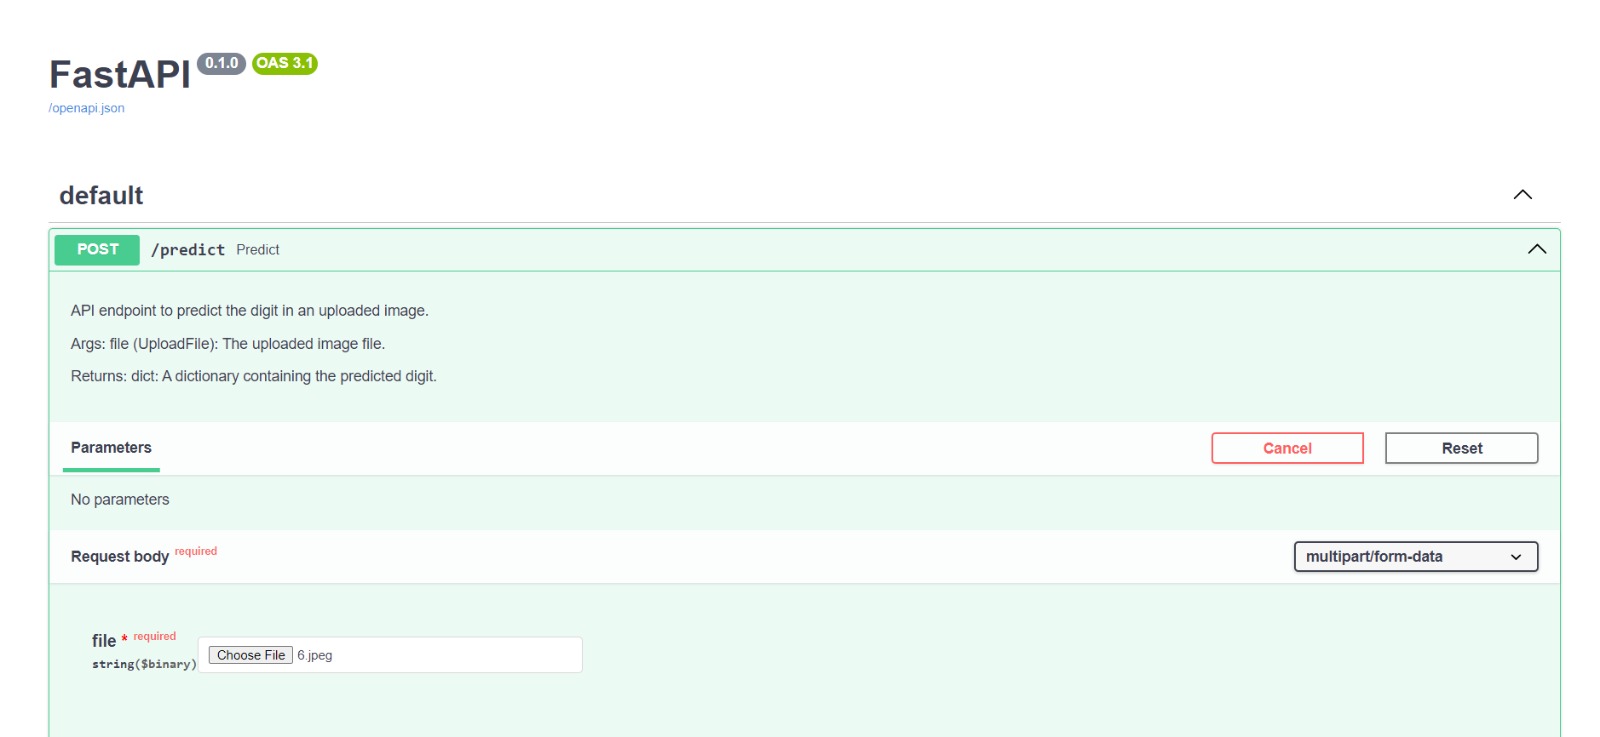 FastAPI 0.1.0 OAS 3.1
/openapi.json
default
POST /predict Predict
API endpoint to predict the digit in an uploaded image.
Args: file (UploadFile): The uploaded image file.
Returns: dict: A dictionary containing the predicted digit.
Parameters Cancel Reset
No parameters
Request body required multipart/form-data
file * required
string($binary) Choose File 6.jpeg